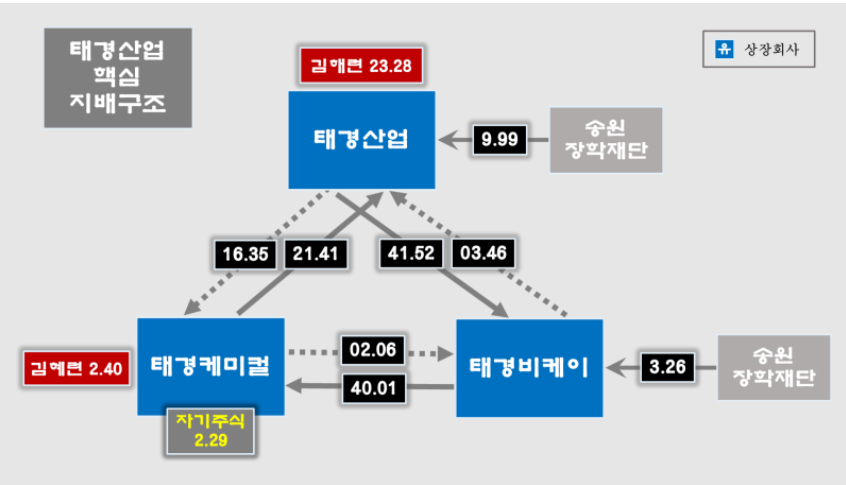 태경산업
핵심
지배구조
유 상장회사
김해련 23.28
태경산업
9.99
송원
장학재단
16.35
21.41
41.52
03.46
김혜련 2.40
태경케미컬
02.06
40.01
태경비케이
3.26
송원
장학재단
자기주식
2.29